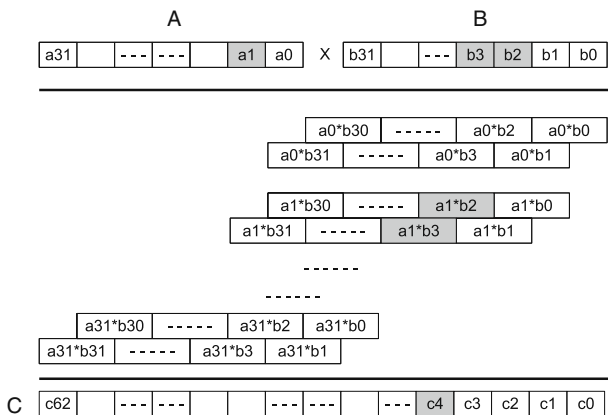 A B
a31 ---- ---- a1 a0 X b31 ---- b3 b2 b1 b0
a0*b30 ----- a0*b2 a0*b0
a0*b31 ----- a0*b3 a0*b1
a1*b30 ----- a1*b2 a1*b0
a1*b31 ----- a1*b3 a1*b1
------
------
a31*b30 ----- a31*b2 a31*b0
a31*b31 ----- a31*b3 a31*b1
C c62 ---- ---- ---- ---- ---- c4 c3 c2 c1 c0